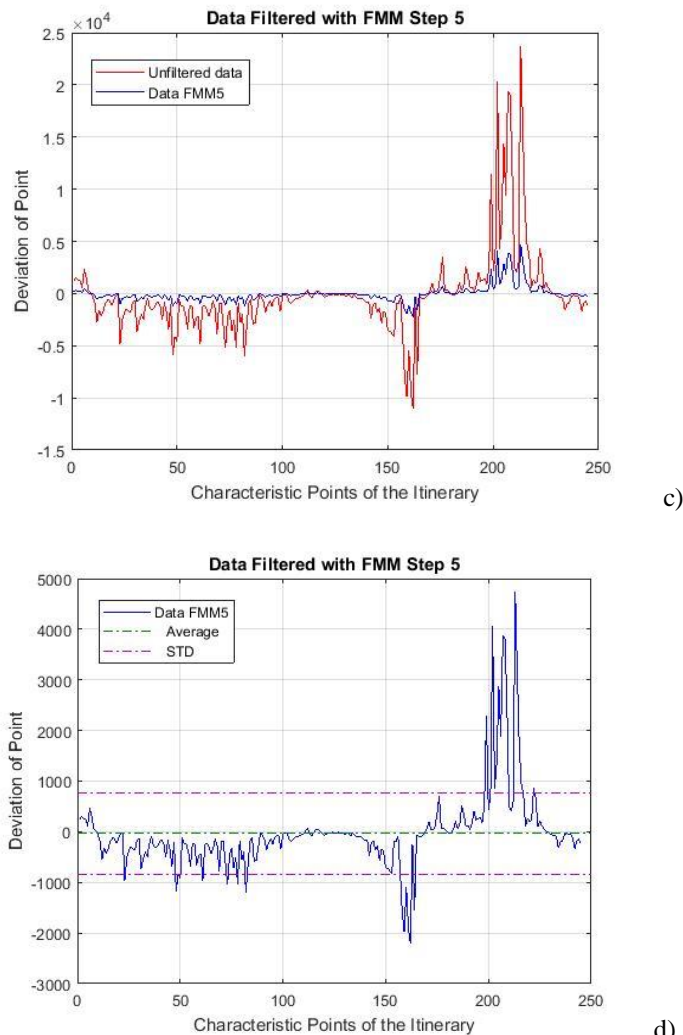 Data Filtered with FMM Step 5
×10⁴
2.5
2
1.5
1
0.5
0
-0.5
-1
-1.5
Deviation of Point
Unfiltered data
Data FMM5
0 50 100 150 200 250
Characteristic Points of the Itinerary
c)
Data Filtered with FMM Step 5
5000
4000
3000
2000
1000
0
-1000
-2000
-3000
Deviation of Point
Data FMM5
Average
STD
0 50 100 150 200 250
Characteristic Points of the Itinerary
d)